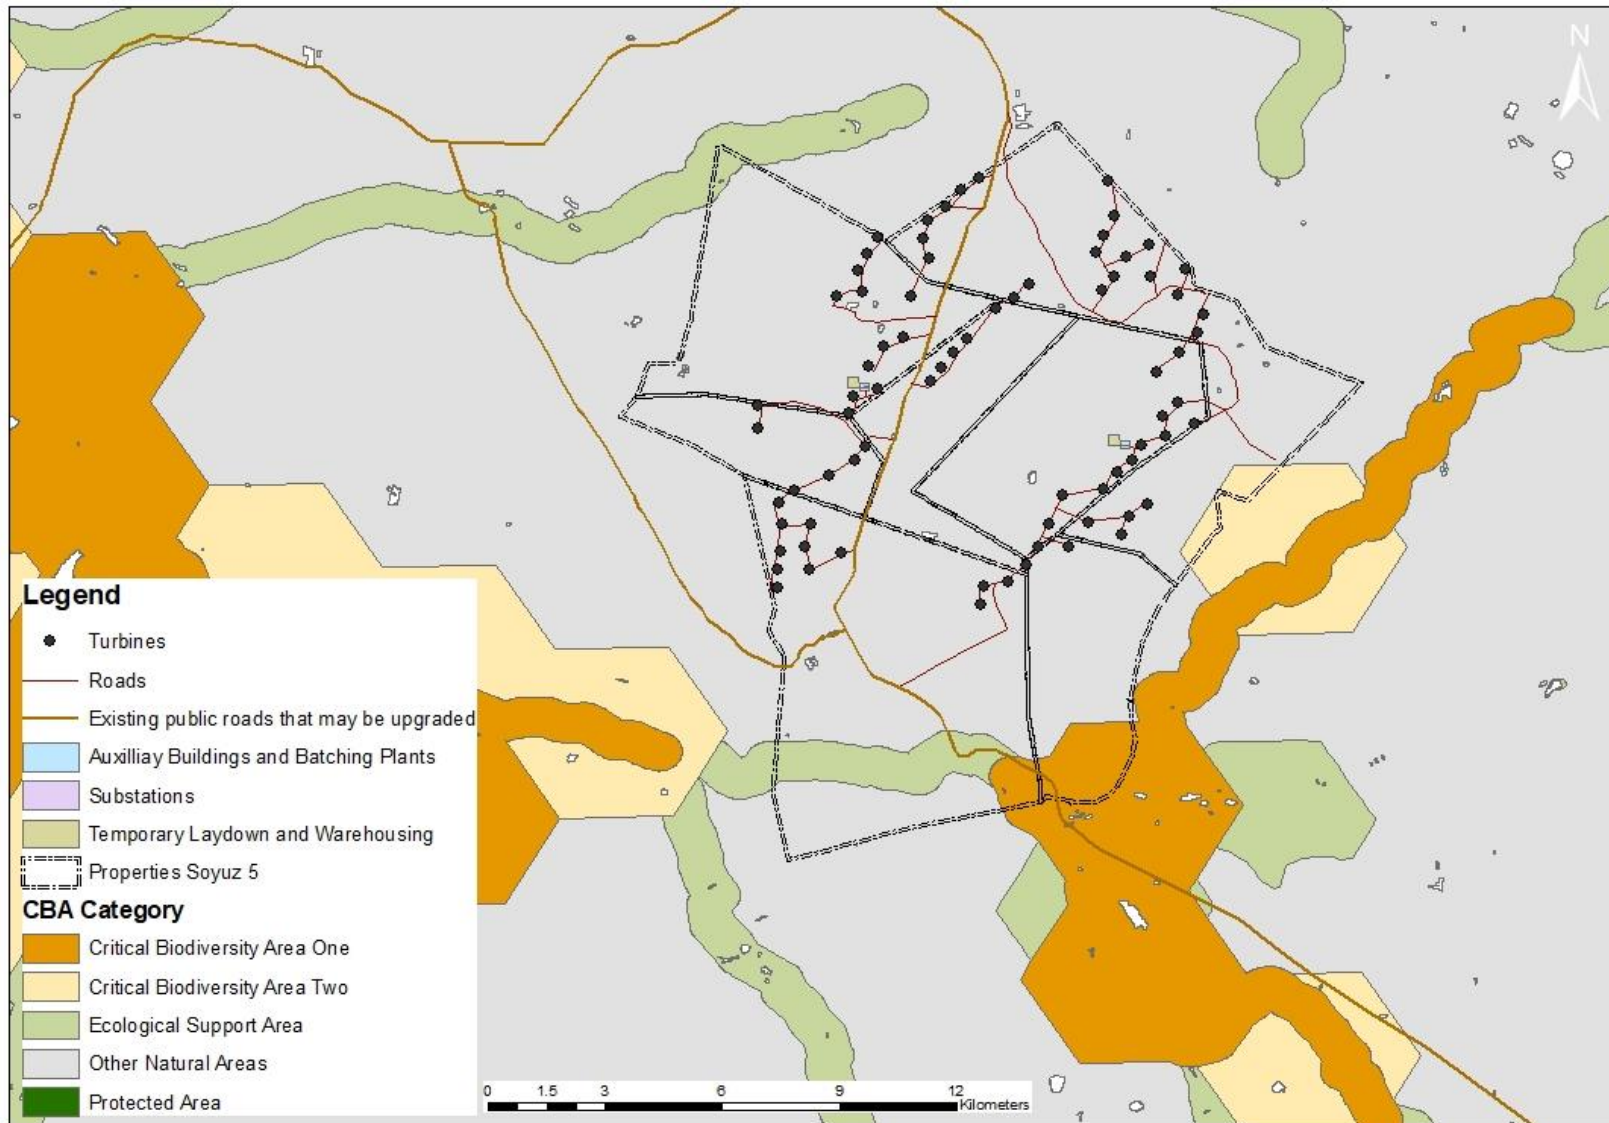 N
Legend
Turbines
Roads
Existing public roads that may be upgraded
Auxilliay Buildings and Batching Plants
Substations
Temporary Laydown and Warehousing
Properties Soyuz 5
CBA Category
Critical Biodiversity Area One
Critical Biodiversity Area Two
Ecological Support Area
Other Natural Areas
Protected Area
0 1.5 3 6 9 12
Kilometers